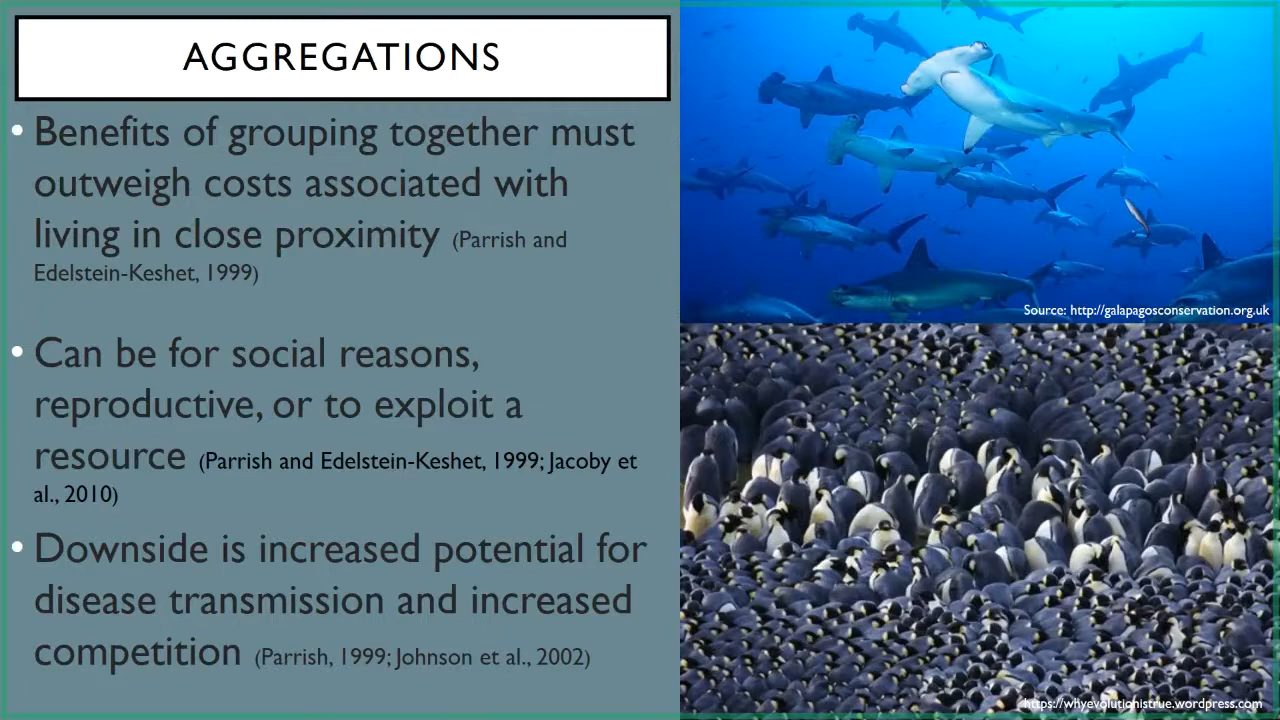 AGGREGATIONS
• Benefits of grouping together must
outweigh costs associated with
living in close proximity (Parrish and
Edelstein-Keshet, 1999)
• Can be for social reasons,
reproductive, or to exploit a
resource (Parrish and Edelstein-Keshet, 1999; Jacoby et
al., 2010)
• Downside is increased potential for
disease transmission and increased
competition (Parrish, 1999; Johnson et al., 2002)
Source: http://galapagosconservation.org.uk
https://whyevolutionistrue.wordpress.com